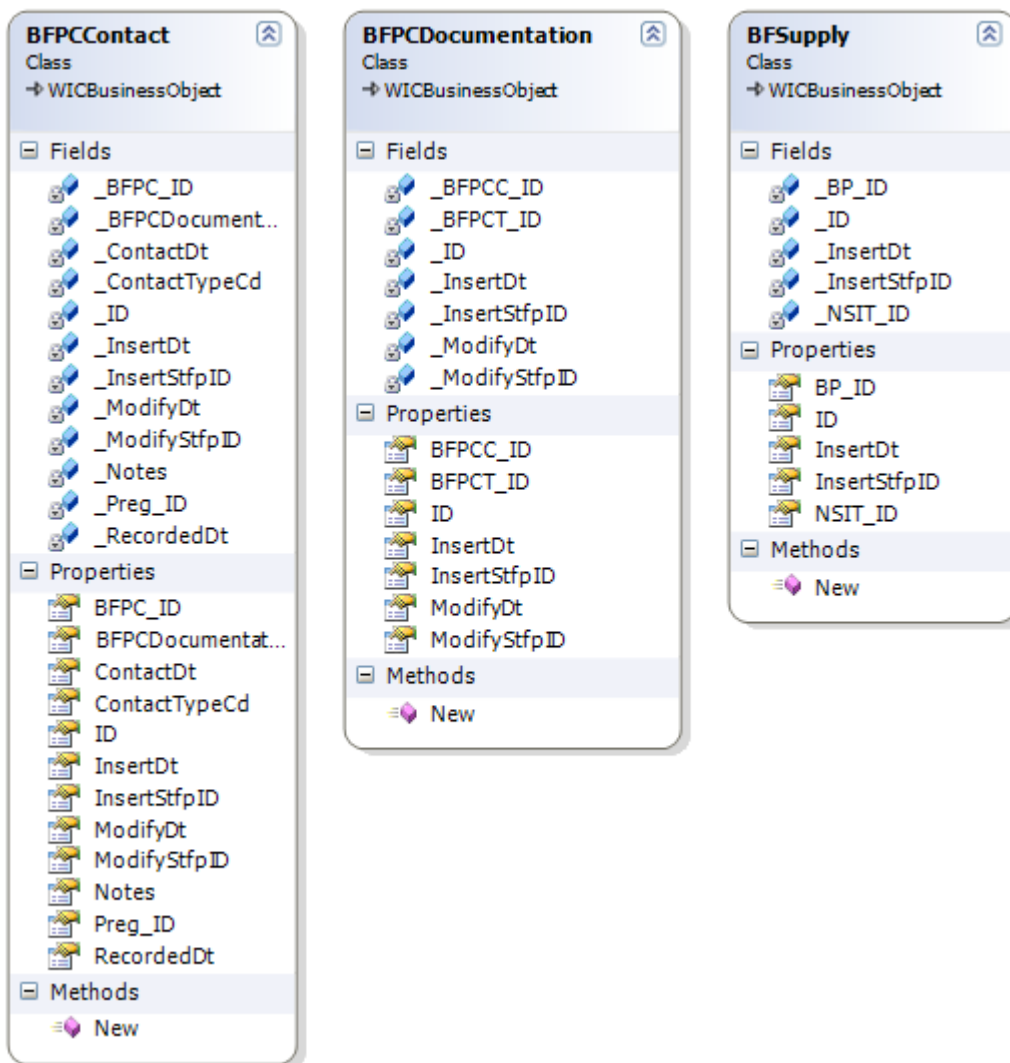 BFPCContact
Class
WICBusinessObject
Fields
_BFPC_ID
_BFPCDocument...
_ContactDt
_ContactTypeCd
_ID
_InsertDt
_InsertStfpID
_ModifyDt
_ModifyStfpID
_Notes
_Preg_ID
_RecordedDt
Properties
BFPC_ID
BFPCDocumentat...
ContactDt
ContactTypeCd
ID
InsertDt
InsertStfpID
ModifyDt
ModifyStfpID
Notes
Preg_ID
RecordedDt
Methods
New
BFPCDocumentation
Class
WICBusinessObject
Fields
_BFPCC_ID
_BFPCT_ID
_ID
_InsertDt
_InsertStfpID
_ModifyDt
_ModifyStfpID
Properties
BFPCC_ID
BFPCT_ID
ID
InsertDt
InsertStfpID
ModifyDt
ModifyStfpID
Methods
New
BFSupply
Class
WICBusinessObject
Fields
_BP_ID
_ID
_InsertDt
_InsertStfpID
_NSIT_ID
Properties
BP_ID
ID
InsertDt
InsertStfpID
NSIT_ID
Methods
New